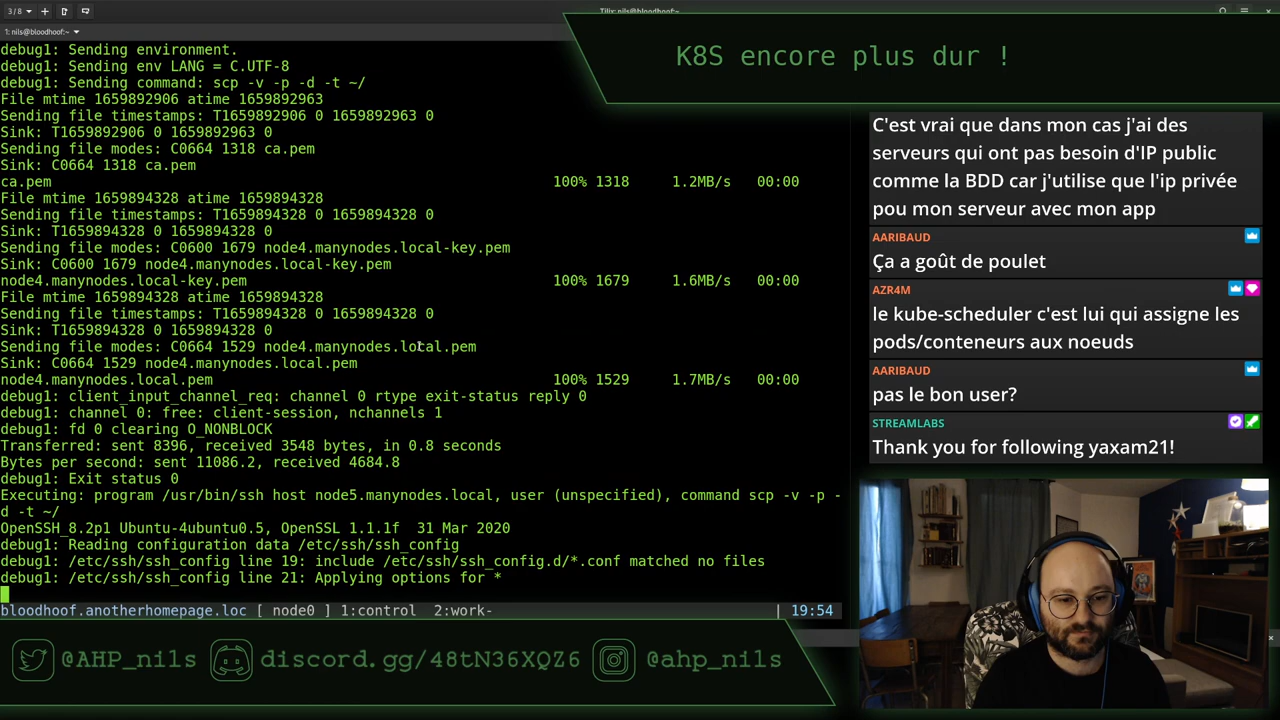 3/8
Tilix: nils@bloodhoof:~
1: nils@bloodhoof:~
K8S encore plus dur !
debug1: Sending environment.
debug1: Sending env LANG = C.UTF-8
debug1: Sending command: scp -v -p -d -t ~/
File mtime 1659892906 atime 1659892963
Sending file timestamps: T1659892906 0 1659892963 0
Sink: T1659892906 0 1659892963 0
Sending file modes: C0664 1318 ca.pem
Sink: C0664 1318 ca.pem
ca.pem 100% 1318 1.2MB/s 00:00
File mtime 1659894328 atime 1659894328
Sending file timestamps: T1659894328 0 1659894328 0
Sink: T1659894328 0 1659894328 0
Sending file modes: C0600 1679 node4.manynodes.local-key.pem
Sink: C0600 1679 node4.manynodes.local-key.pem
node4.manynodes.local-key.pem 100% 1679 1.6MB/s 00:00
File mtime 1659894328 atime 1659894328
Sending file timestamps: T1659894328 0 1659894328 0
Sink: T1659894328 0 1659894328 0
Sending file modes: C0664 1529 node4.manynodes.local.pem
Sink: C0664 1529 node4.manynodes.local.pem
node4.manynodes.local.pem 100% 1529 1.7MB/s 00:00
debug1: client_input_channel_req: channel 0 rtype exit-status reply 0
debug1: channel 0: free: client-session, nchannels 1
debug1: fd 0 clearing O_NONBLOCK
Transferred: sent 8396, received 3548 bytes, in 0.8 seconds
Bytes per second: sent 11086.2, received 4684.8
debug1: Exit status 0
Executing: program /usr/bin/ssh host node5.manynodes.local, user (unspecified), command scp -v -p -
d -t ~/
OpenSSH_8.2p1 Ubuntu-4ubuntu0.5, OpenSSL 1.1.1f  31 Mar 2020
debug1: Reading configuration data /etc/ssh/ssh_config
debug1: /etc/ssh/ssh_config line 19: include /etc/ssh/ssh_config.d/*.conf matched no files
debug1: /etc/ssh/ssh_config line 21: Applying options for *
bloodhoof.anotherhomepage.loc [ node0 ] 1:control  2:work- | 19:54
C'est vrai que dans mon cas j'ai des
serveurs qui ont pas besoin d'IP public
comme la BDD car j'utilise que l'ip privée
pou mon serveur avec mon app
AARIBAUD
Ça a goût de poulet
AZR4M
le kube-scheduler c'est lui qui assigne les
pods/conteneurs aux noeuds
AARIBAUD
pas le bon user?
STREAMLABS
Thank you for following yaxam21!
@AHP_nils discord.gg/48tN36XQZ6 @ahp_nils